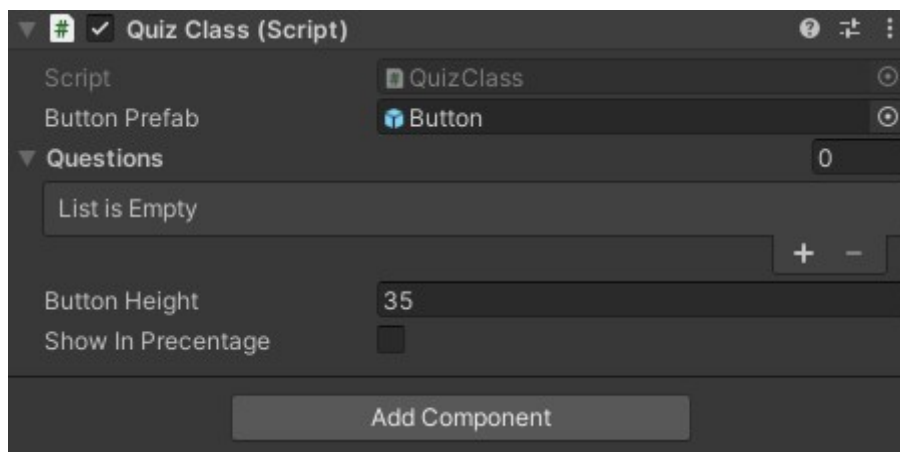 # Quiz Class (Script)
Script # QuizClass
Button Prefab Button
Questions 0
List is Empty
+ −
Button Height 35
Show In Precentage
Add Component